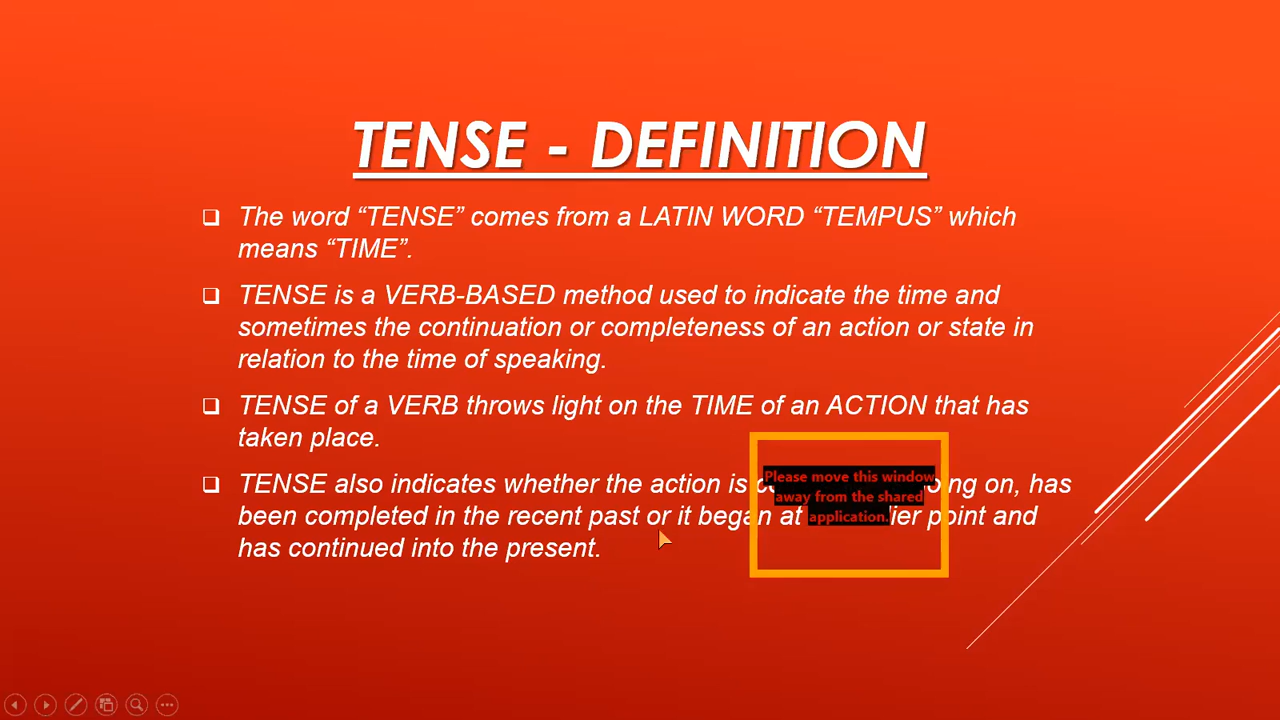 TENSE - DEFINITION
The word “TENSE” comes from a LATIN WORD “TEMPUS” which
means “TIME”.
TENSE is a VERB-BASED method used to indicate the time and
sometimes the continuation or completeness of an action or state in
relation to the time of speaking.
TENSE of a VERB throws light on the TIME of an ACTION that has
taken place.
TENSE also indicates whether the action is on, has
been completed in the recent past or it began at point and
has continued into the present.
Please move this window
away from the shared
application.